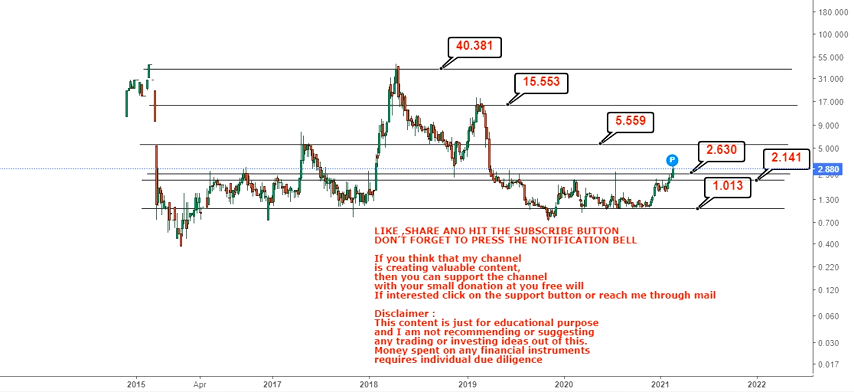 180 000
100 000
55.000
40.381
31.000
15.553
17.000
9.000
5.559
5.000
P
2.630
2.141
2.880
1.013
1.300
0.700
0.400
0.220
0.120
0.060
0.030
0.017
LIKE ,SHARE AND HIT THE SUBSCRIBE BUTTON
DON´T FORGET TO PRESS THE NOTIFICATION BELL
If you think that my channel
is creating valuable content,
then you can support the channel
with your small donation at you free will
If interested click on the support button or reach me through mail
Disclaimer :
This content is just for educational purpose
and I am not recommending or suggesting
any trading or investing ideas out of this.
Money spent on any financial instruments
requires individual due diligence
2015 Apr 2017 2018 2019 2020 2021 2022